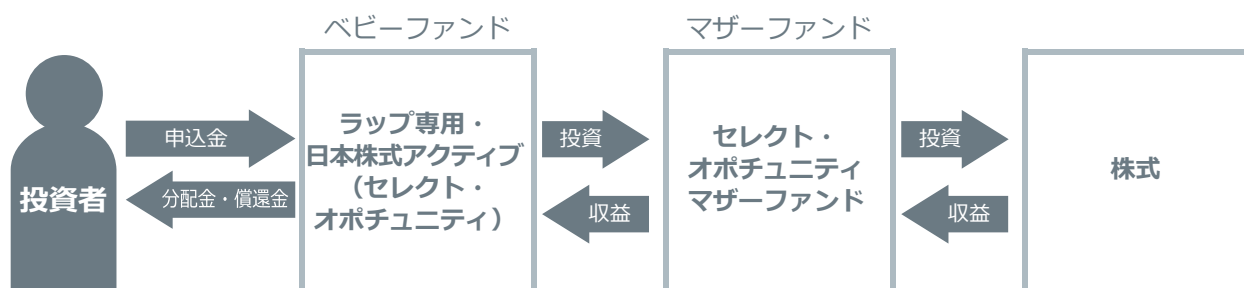 ベビーファンド
マザーファンド
投資者
申込金
分配金・償還金
ラップ専用・
日本株式アクティブ
（セレクト・
オポチュニティ）
投資
収益
セレクト・
オポチュニティ
マザーファンド
投資
収益
株式